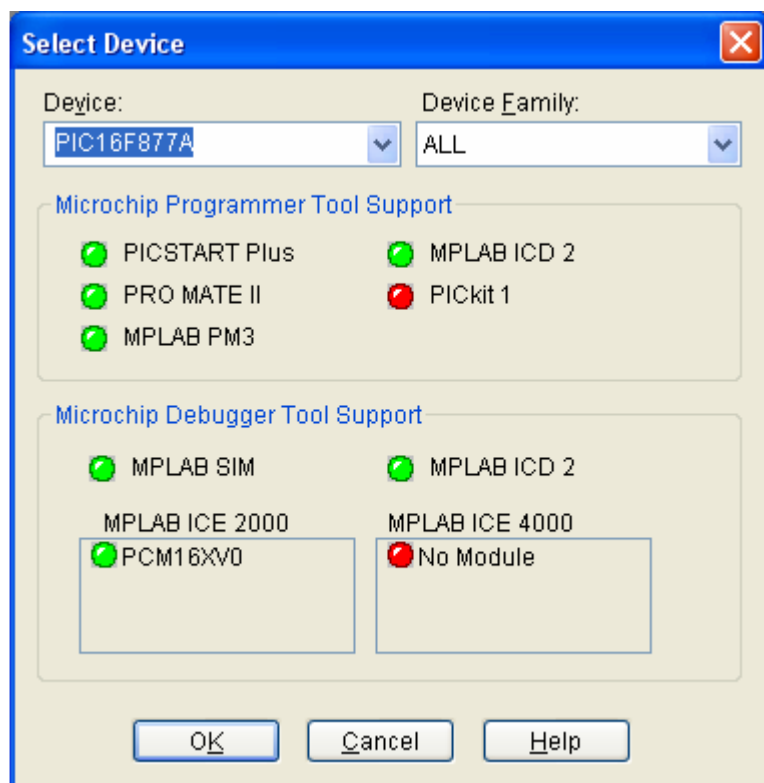 Select Device
Device: Device Family:
PIC16F877A ALL
Microchip Programmer Tool Support
PICSTART Plus MPLAB ICD 2
PRO MATE II PICkit 1
MPLAB PM3
Microchip Debugger Tool Support
MPLAB SIM MPLAB ICD 2
MPLAB ICE 2000 MPLAB ICE 4000
PCM16XV0 No Module
OK Cancel Help